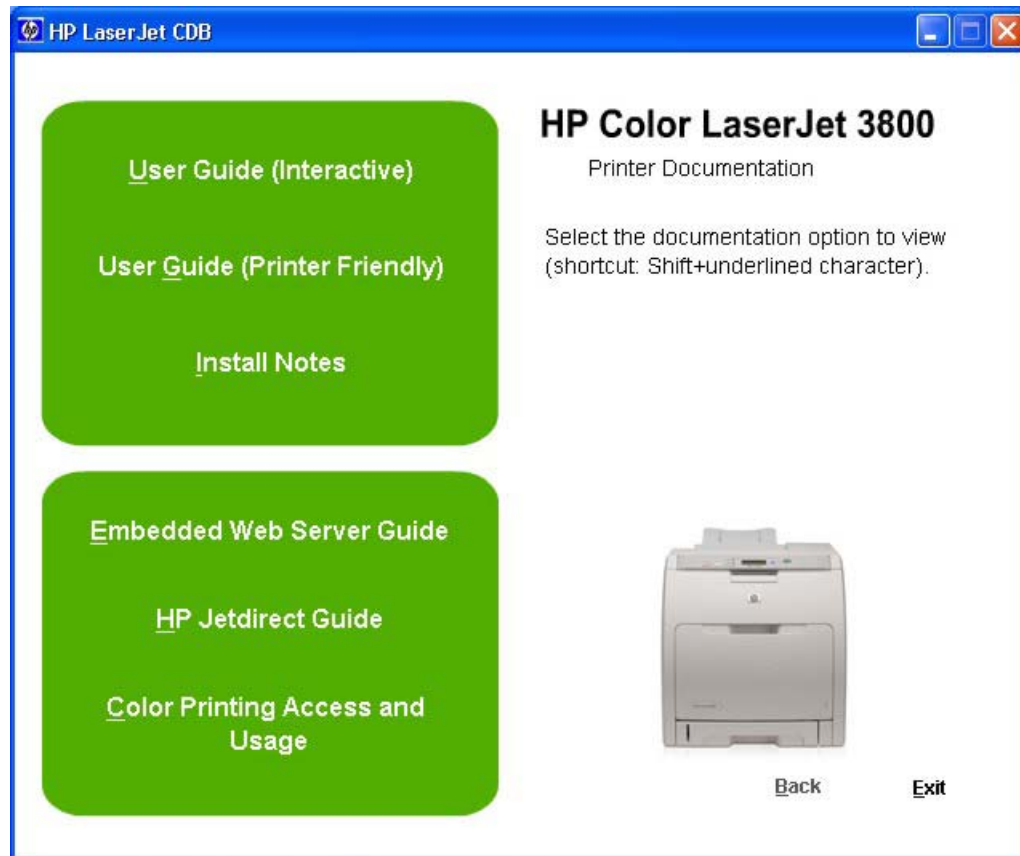 HP LaserJet CDB
User Guide (Interactive)
User Guide (Printer Friendly)
Install Notes
Embedded Web Server Guide
HP Jetdirect Guide
Color Printing Access and
Usage
HP Color LaserJet 3800
Printer Documentation
Select the documentation option to view
(shortcut: Shift+underlined character).
Back
Exit